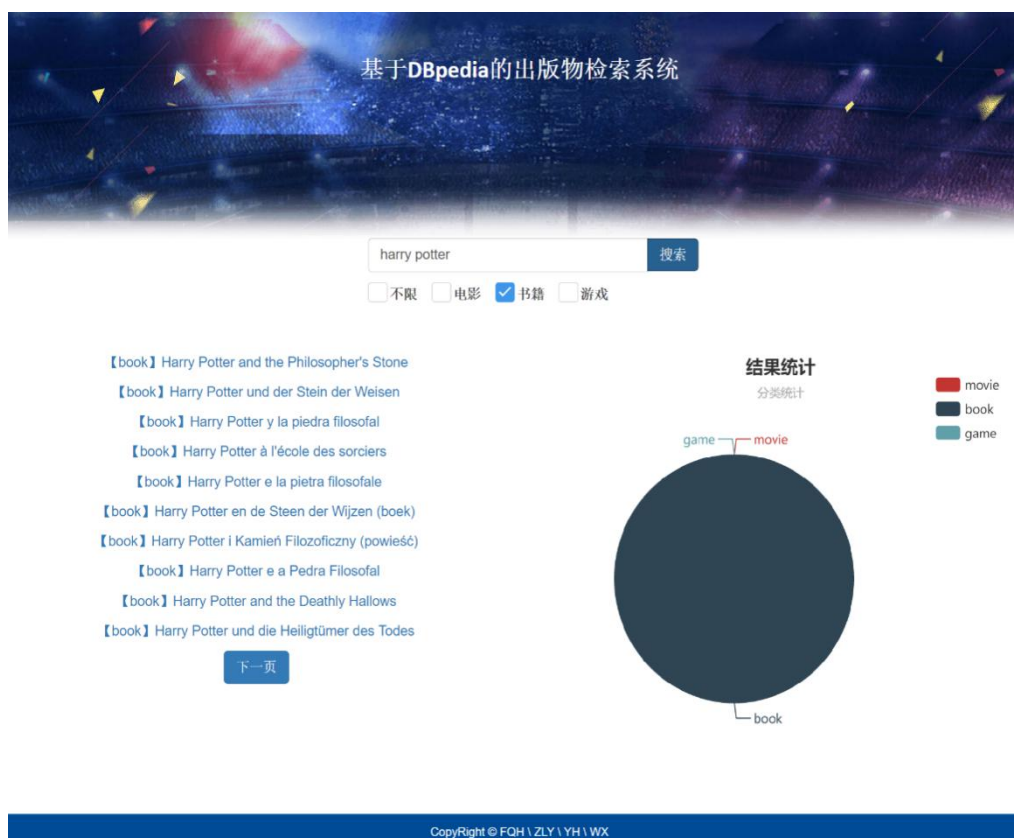 基于DBpedia的出版物检索系统
harry potter
搜索
不限 电影 书籍 游戏
【book】Harry Potter and the Philosopher's Stone
【book】Harry Potter und der Stein der Weisen
【book】Harry Potter y la piedra filosofal
【book】Harry Potter à l'école des sorciers
【book】Harry Potter e la pietra filosofale
【book】Harry Potter en de Steen der Wijzen (boek)
【book】Harry Potter i Kamień Filozoficzny (powieść)
【book】Harry Potter e a Pedra Filosofal
【book】Harry Potter and the Deathly Hallows
【book】Harry Potter und die Heiligtümer des Todes
下一页
结果统计
分类统计
movie
book
game
game
movie
book
CopyRight © FQH \ ZLY \ YH \ WX